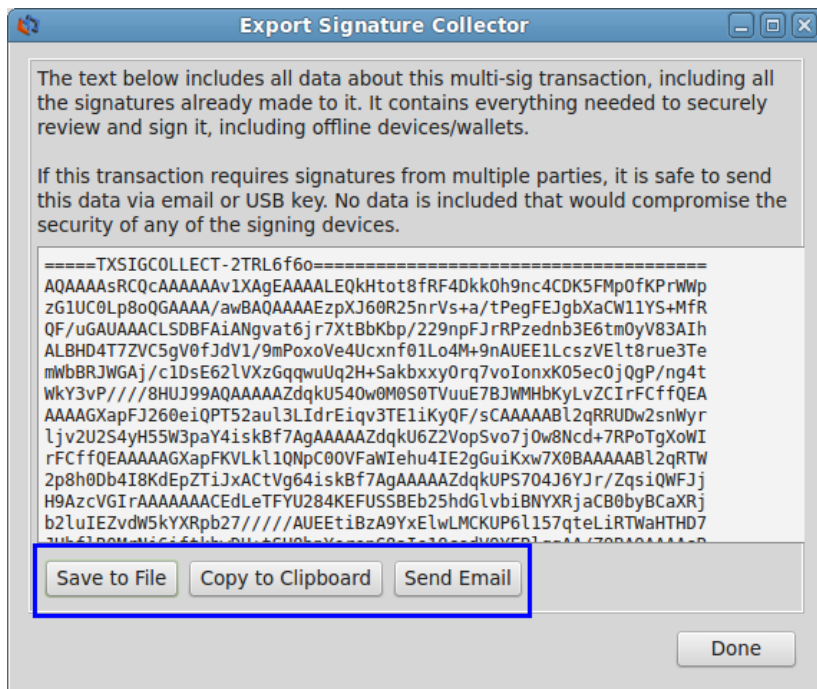 Export Signature Collector
The text below includes all data about this multi-sig transaction, including all
the signatures already made to it. It contains everything needed to securely
review and sign it, including offline devices/wallets.
If this transaction requires signatures from multiple parties, it is safe to send
this data via email or USB key. No data is included that would compromise the
security of any of the signing devices.
=====TXSIGCOLLECT-2TRL6f6o======================================
AQAAAAsRCQcAAAAAAv1XAgEAAAALEQkHtot8fRF4DkkOh9nc4CDK5FMpOfKPrWWp
zG1UC0Lp8oQGAAAA/awBAQAAAAEzpXJ60R25nrVs+a/tPegFEJgbXaCW11YS+MfR
QF/uGAUAAACLSDBFAiANgvat6jr7XtBbKbp/229npFJrRPzednb3E6tmOyV83AIh
ALBHD4T7ZVC5gV0fJdV1/9mPoxoVe4Ucxnf01Lo4M+9nAUEE1LcszVElt8rue3Te
mWbBRJWGAj/c1DsE62lVXzGqqwuUq2H+SakbxxyOrq7voIonxKO5ecOjQgP/ng4t
WkY3vP////8HUJ99AQAAAAAZdqkU54Ow0M0S0TVuuE7BJWMHbKyLvZCIrFCffQEA
AAAAGXapFJ260eiQPT52aul3LIdrEiqv3TE1iKyQF/sCAAAAABl2qRRUDw2snWyr
ljv2U2S4yH55W3paY4iskBf7AgAAAAAZdqkU6Z2VopSvo7jOw8Ncd+7RPoTgXoWI
rFCffQEAAAAAGXapFKVLkl1QNpC0OVFaWIehu4IE2gGuiKxw7X0BAAAAABl2qRTW
2p8h0Db4I8KdEpZTiJxACtVg64iskBf7AgAAAAAZdqkUPS7O4J6YJr/ZqsiQWFJj
H9AzcVGIrAAAAAAACEdLeTFYU284KEFUSSBEb25hdGlvbiBNYXRjaCB0byBCaXRj
b2luIEZvdW5kYXRpb27/////AUEEtiBzA9YxElwLMCKUP6l157qteLiRTWaHTHD7
Save to File
Copy to Clipboard
Send Email
Done